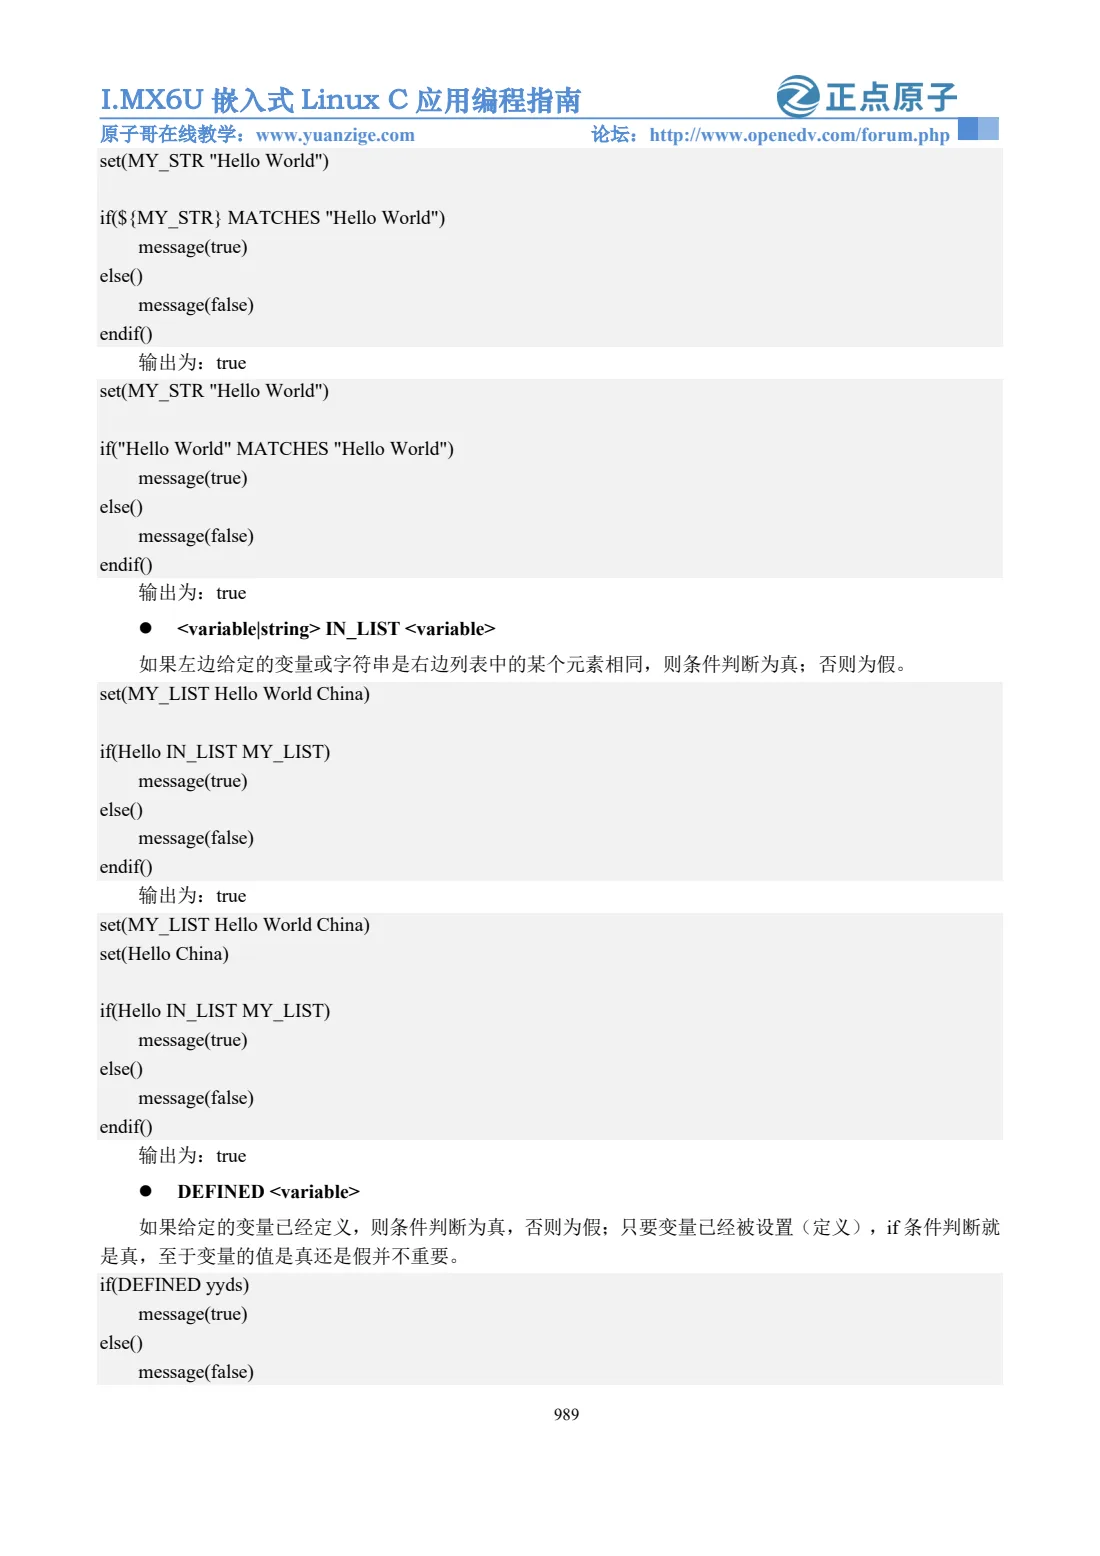 I.MX6U 嵌入式 Linux C 应用编程指南
正点原子
原子哥在线教学：www.yuanzige.com 论坛：http://www.openedv.com/forum.php
set(MY_STR "Hello World")
if(${MY_STR} MATCHES "Hello World")
message(true)
else()
message(false)
endif()
输出为：true
set(MY_STR "Hello World")
if("Hello World" MATCHES "Hello World")
message(true)
else()
message(false)
endif()
输出为：true
● <variable|string> IN_LIST <variable>
如果左边给定的变量或字符串是右边列表中的某个元素相同，则条件判断为真；否则为假。
set(MY_LIST Hello World China)
if(Hello IN_LIST MY_LIST)
message(true)
else()
message(false)
endif()
输出为：true
set(MY_LIST Hello World China)
set(Hello China)
if(Hello IN_LIST MY_LIST)
message(true)
else()
message(false)
endif()
输出为：true
● DEFINED <variable>
如果给定的变量已经定义，则条件判断为真，否则为假；只要变量已经被设置（定义），if 条件判断就
是真，至于变量的值是真还是假并不重要。
if(DEFINED yyds)
message(true)
else()
message(false)
989